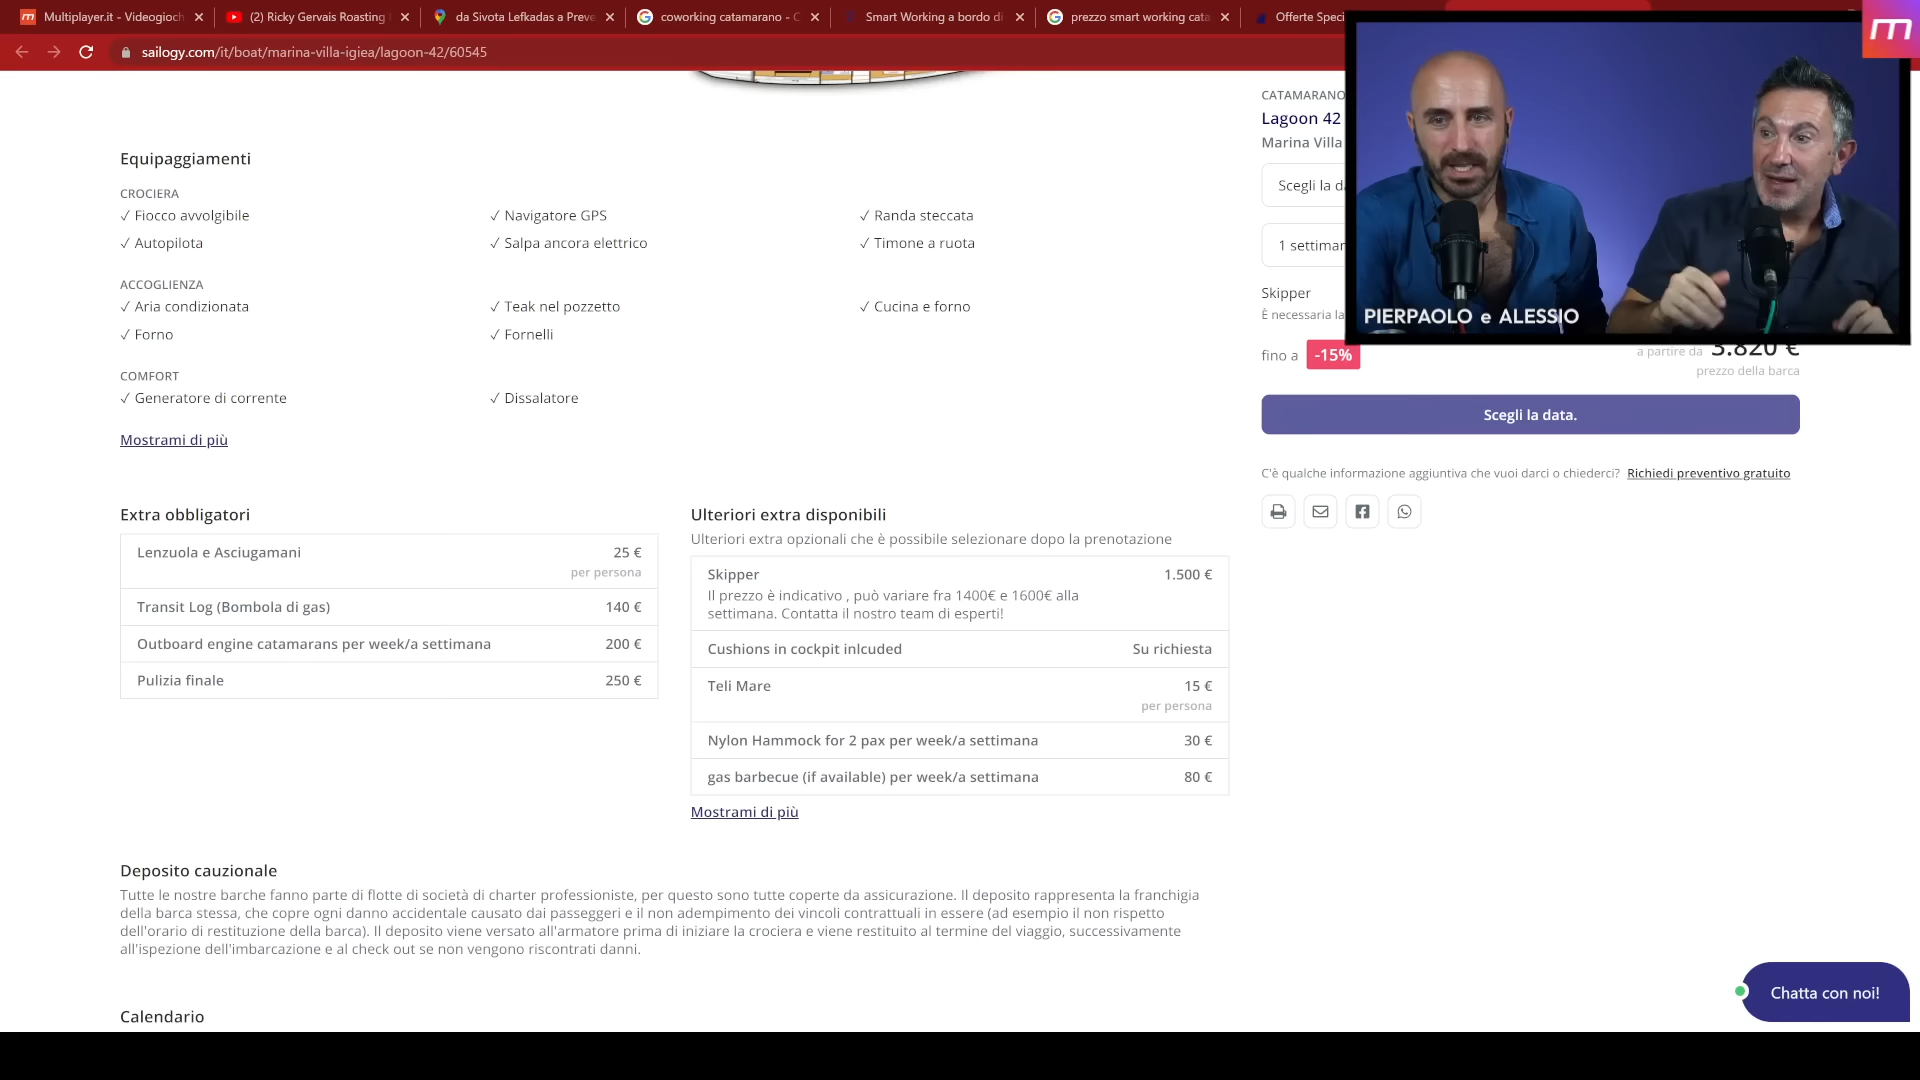 Multiplayer.it - Videogioch
(2) Ricky Gervais Roasting
da Sivota Lefkadas a Preve
coworking catamarano - C
Smart Working a bordo di
prezzo smart working cata
Offerte Speci
sailogy.com/it/boat/marina-villa-igiea/lagoon-42/60545
Equipaggiamenti
CROCIERA
✓ Fiocco avvolgibile
✓ Navigatore GPS
✓ Randa steccata
✓ Autopilota
✓ Salpa ancora elettrico
✓ Timone a ruota
ACCOGLIENZA
✓ Aria condizionata
✓ Teak nel pozzetto
✓ Cucina e forno
✓ Forno
✓ Fornelli
COMFORT
✓ Generatore di corrente
✓ Dissalatore
Mostrami di più
Extra obbligatori
Lenzuola e Asciugamani 25 €
per persona
Transit Log (Bombola di gas) 140 €
Outboard engine catamarans per week/a settimana 200 €
Pulizia finale 250 €
Ulteriori extra disponibili
Ulteriori extra opzionali che è possibile selezionare dopo la prenotazione
Skipper 1.500 €
Il prezzo è indicativo , può variare fra 1400€ e 1600€ alla
settimana. Contatta il nostro team di esperti!
Cushions in cockpit inlcuded Su richiesta
Teli Mare 15 €
per persona
Nylon Hammock for 2 pax per week/a settimana 30 €
gas barbecue (if available) per week/a settimana 80 €
Mostrami di più
Deposito cauzionale
Tutte le nostre barche fanno parte di flotte di società di charter professioniste, per questo sono tutte coperte da assicurazione. Il deposito rappresenta la franchigia
della barca stessa, che copre ogni danno accidentale causato dai passeggeri e il non adempimento dei vincoli contrattuali in essere (ad esempio il non rispetto
dell'orario di restituzione della barca). Il deposito viene versato all'armatore prima di iniziare la crociera e viene restituito al termine del viaggio, successivamente
all'ispezione dell'imbarcazione e al check out se non vengono riscontrati danni.
Calendario
CATAMARANO
Lagoon 42
Marina Villa
Scegli la da
1 settiman
Skipper
È necessaria la
fino a -15%
a partire da 3.820 €
prezzo della barca
Scegli la data.
C'è qualche informazione aggiuntiva che vuoi darci o chiederci? Richiedi preventivo gratuito
PIERPAOLO e ALESSIO
m
Chatta con noi!